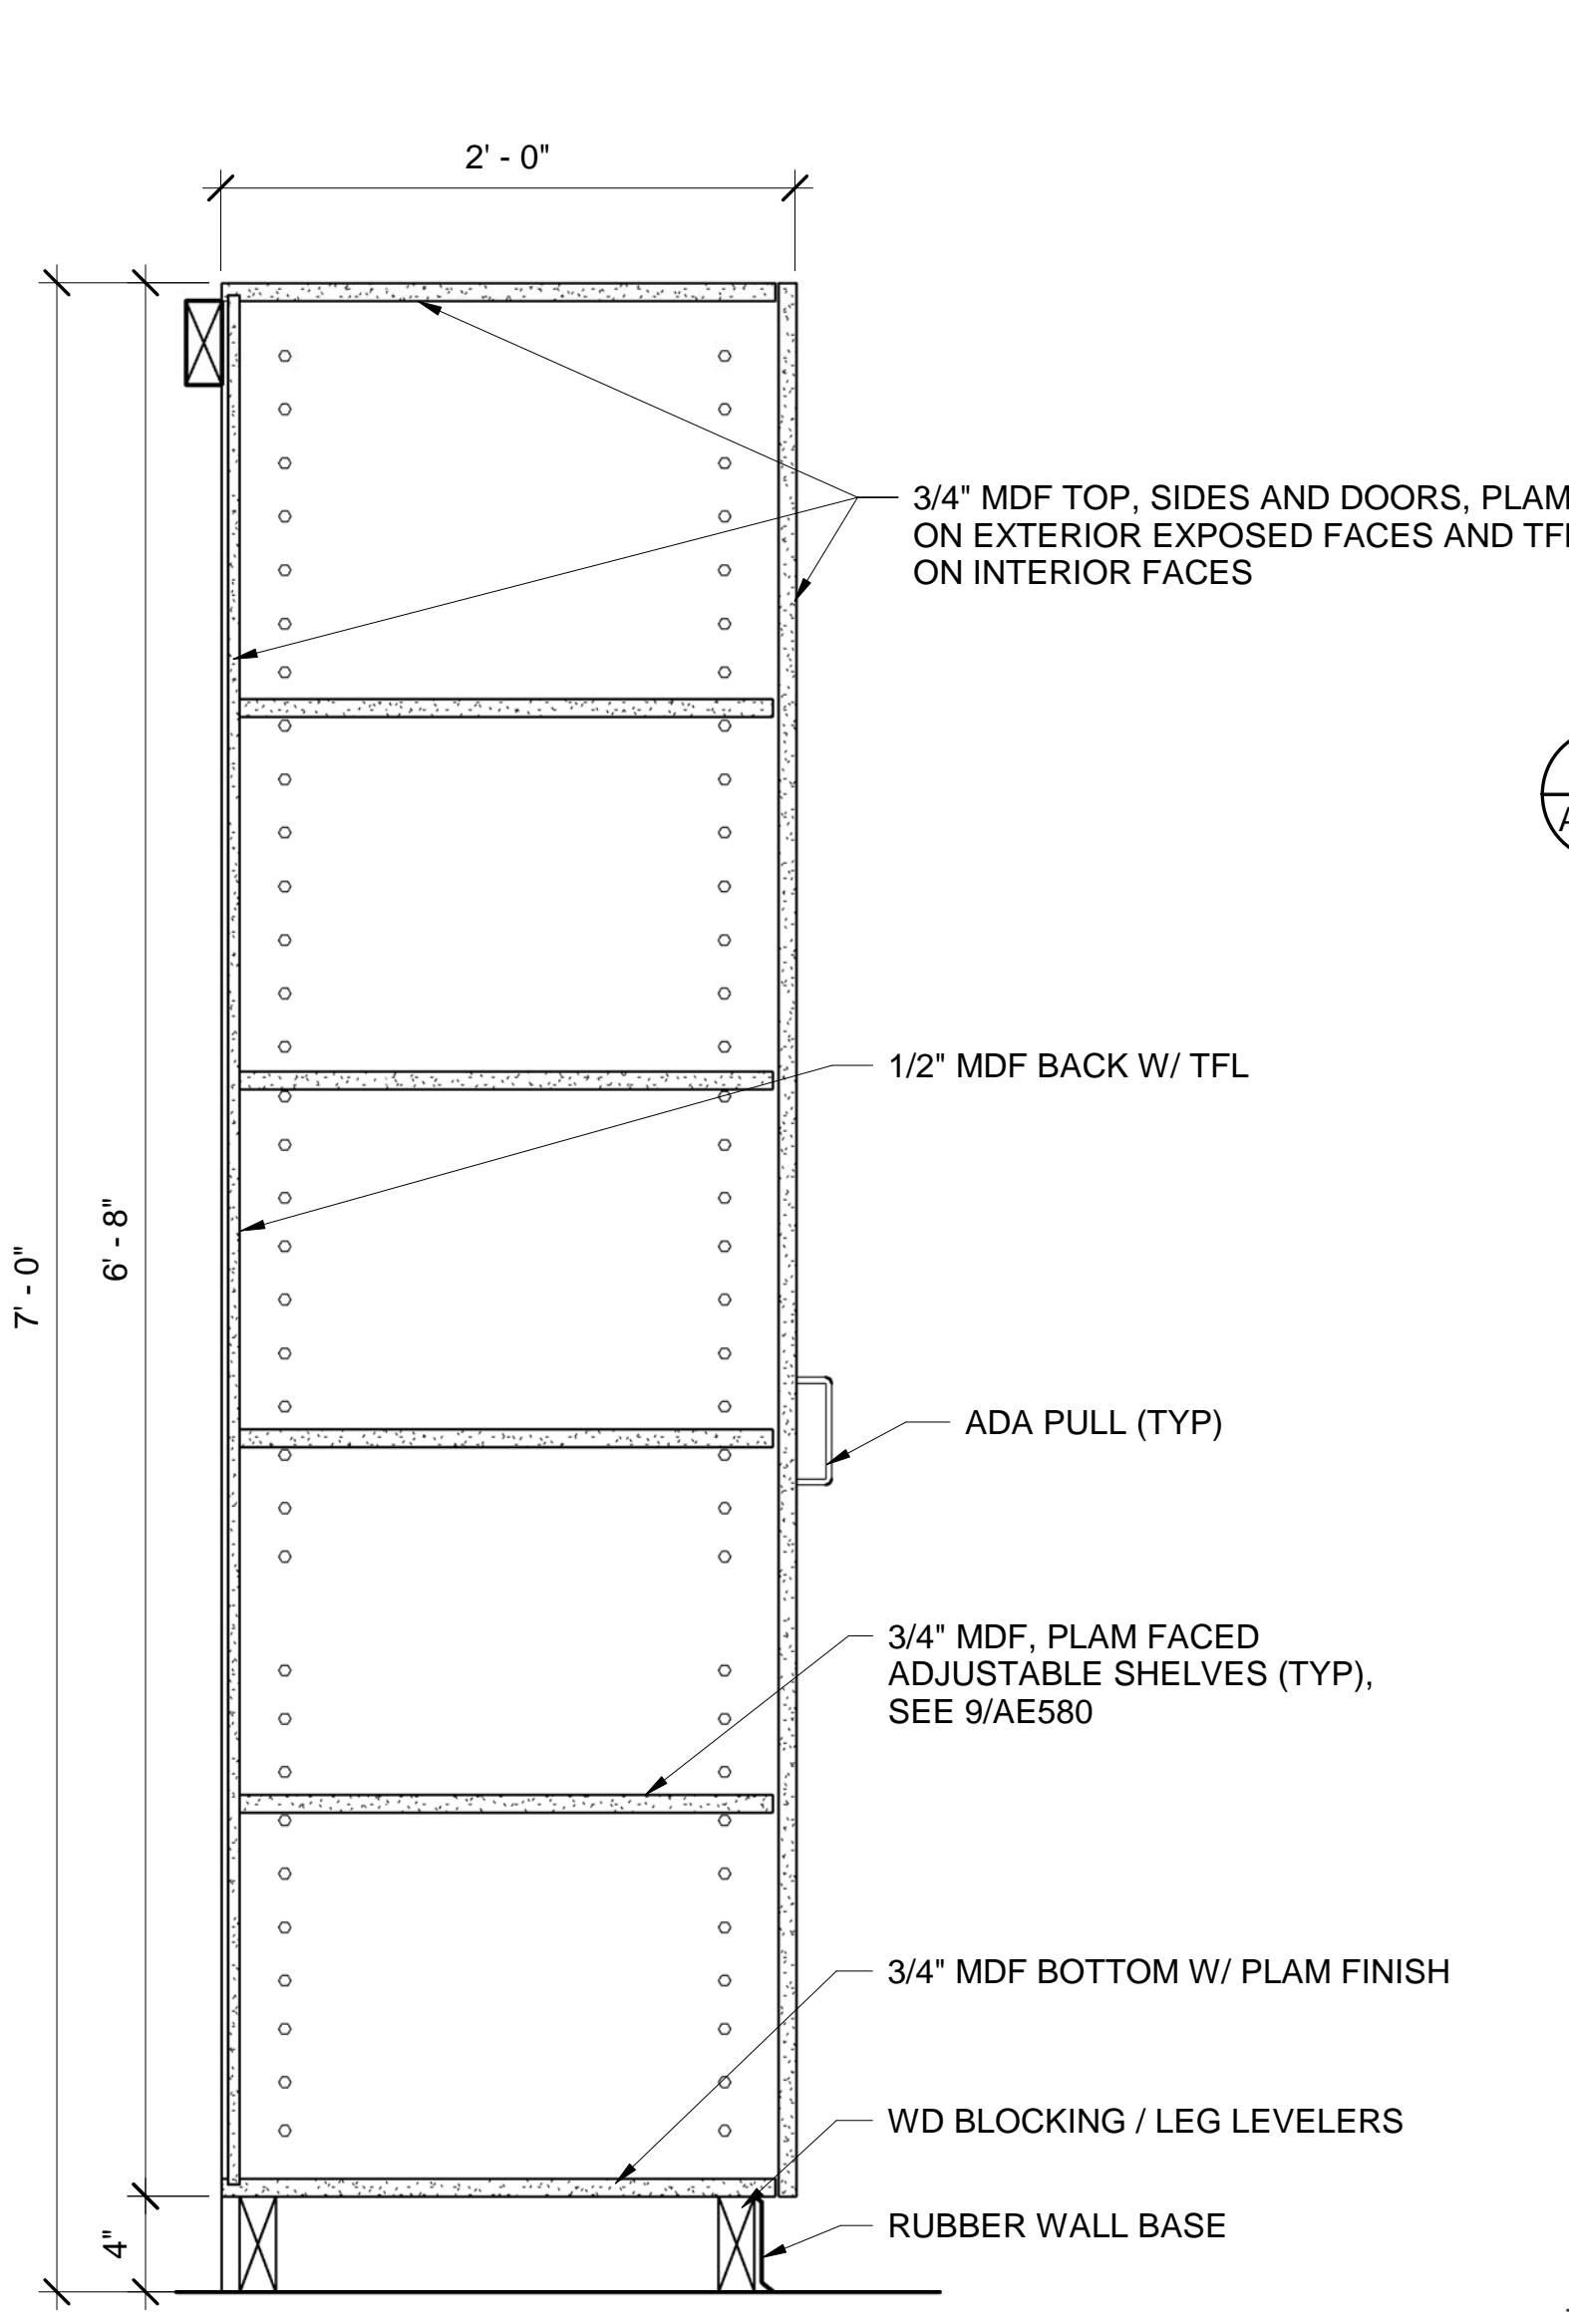 2' - 0"
3/4" MDF TOP, SIDES AND DOORS, PLAM
ON EXTERIOR EXPOSED FACES AND
ON INTERIOR FACES
1/2" MDF BACK W/ TFL
7' - 0"
6' - 8"
ADA PULL (TYP)
3/4" MDF, PLAM FACED
ADJUSTABLE SHELVES (TYP),
SEE 9/AE580
3/4" MDF BOTTOM W/ PLAM FINISH
WD BLOCKING / LEG LEVELERS
4"
RUBBER WALL BASE